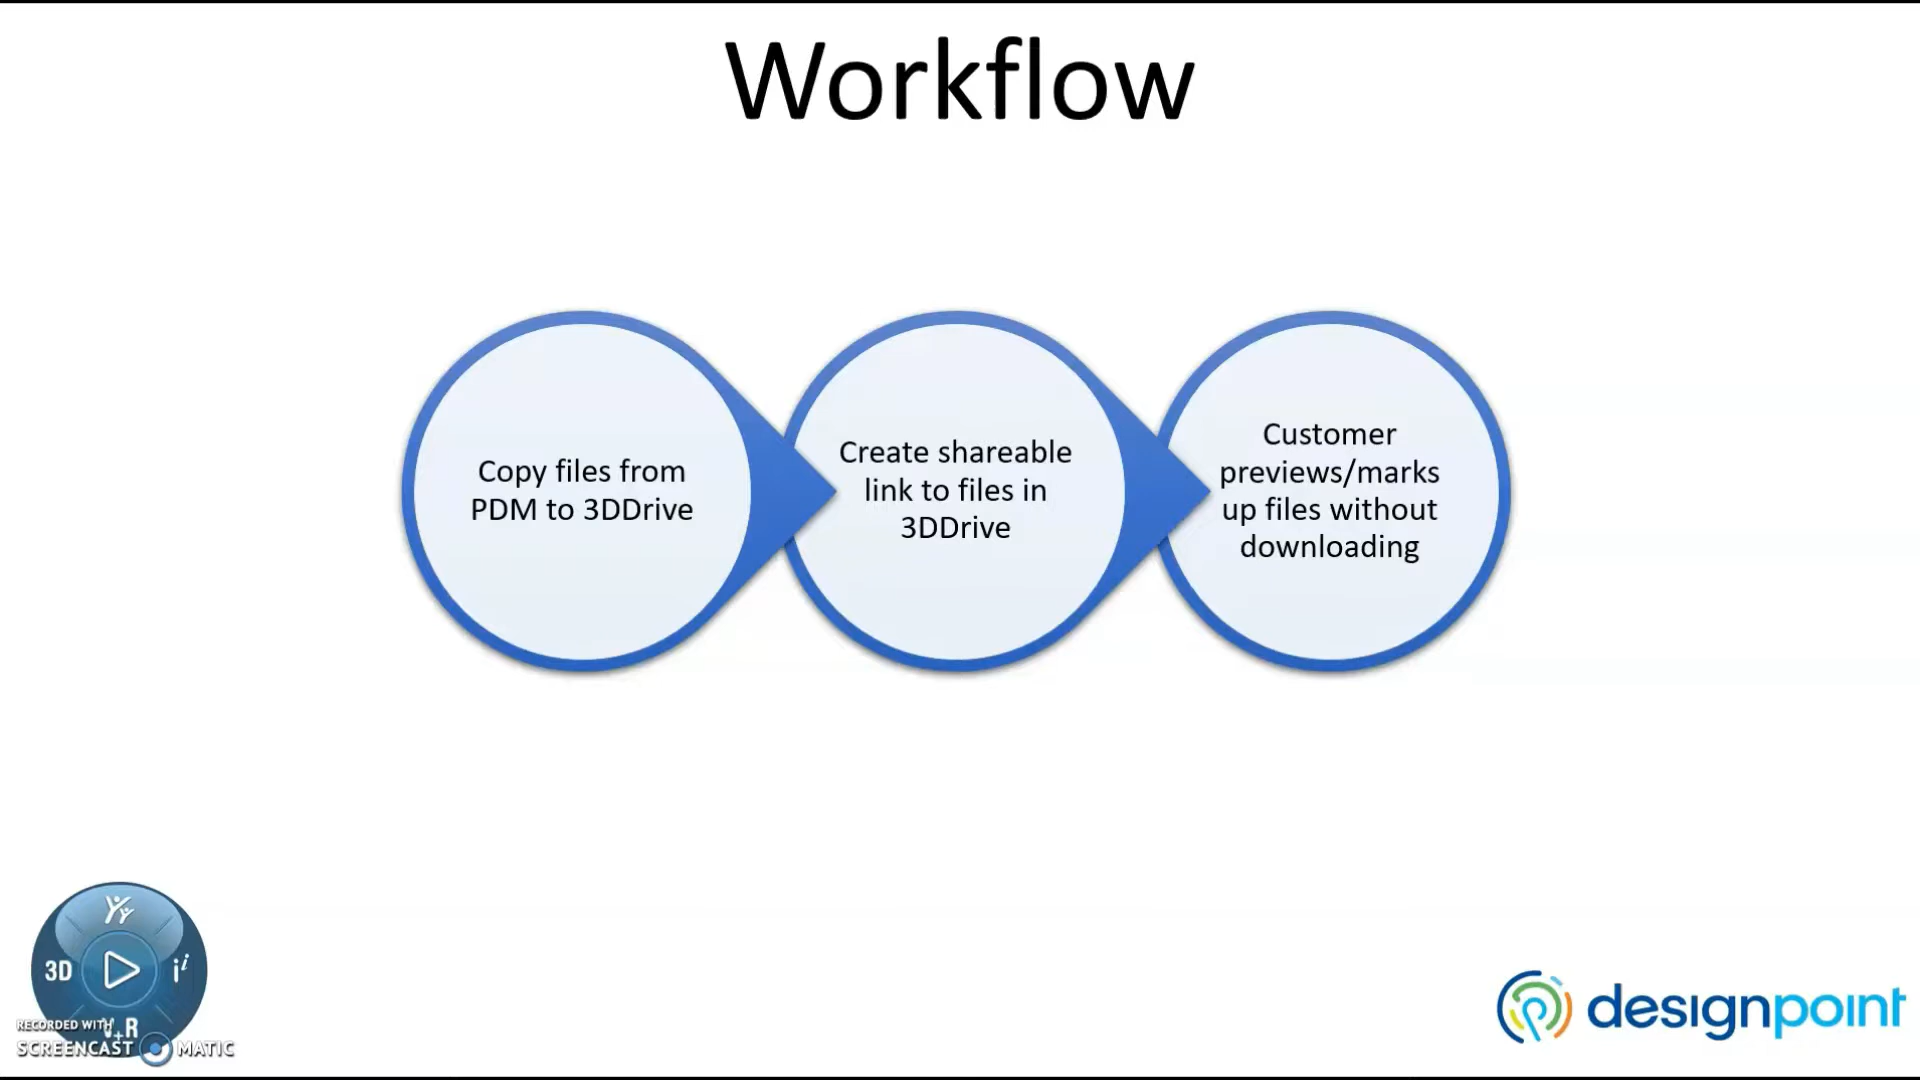 Workflow
Copy files from
PDM to 3DDrive
Create shareable
link to files in
3DDrive
Customer
previews/marks
up files without
downloading
3D
i
V+R
RECORDED WITH
SCREENCAST MATIC
designpoint